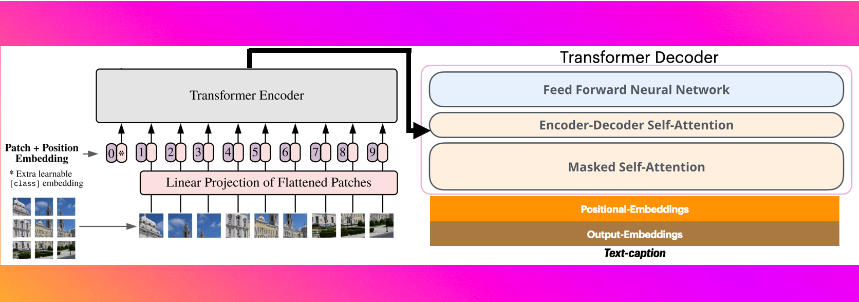 Transformer Decoder
Transformer Encoder
Feed Forward Neural Network
Encoder-Decoder Self-Attention
Masked Self-Attention
Patch + Position
Embedding
* Extra learnable
[class] embedding
0 * 1 2 3 4 5 6 7 8 9
Linear Projection of Flattened Patches
Positional-Embeddings
Output-Embeddings
Text-caption